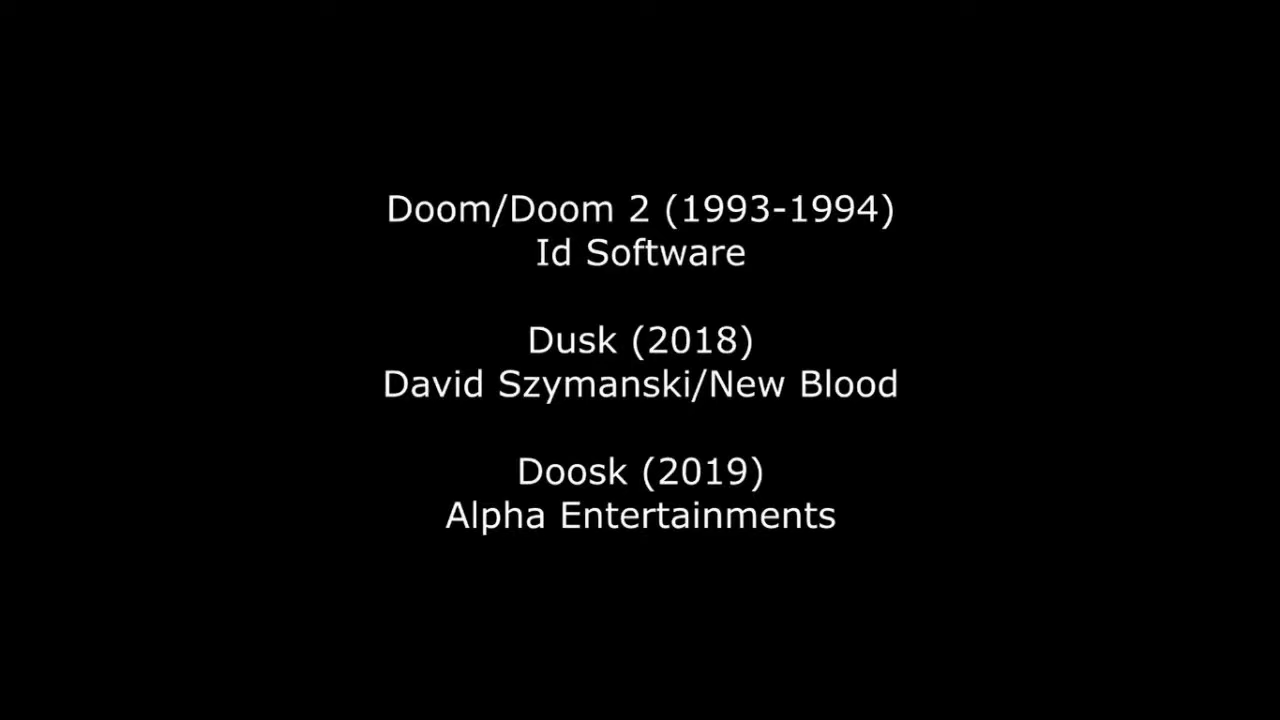 Doom/Doom 2 (1993-1994)
Id Software
Dusk (2018)
David Szymanski/New Blood
Doosk (2019)
Alpha Entertainments